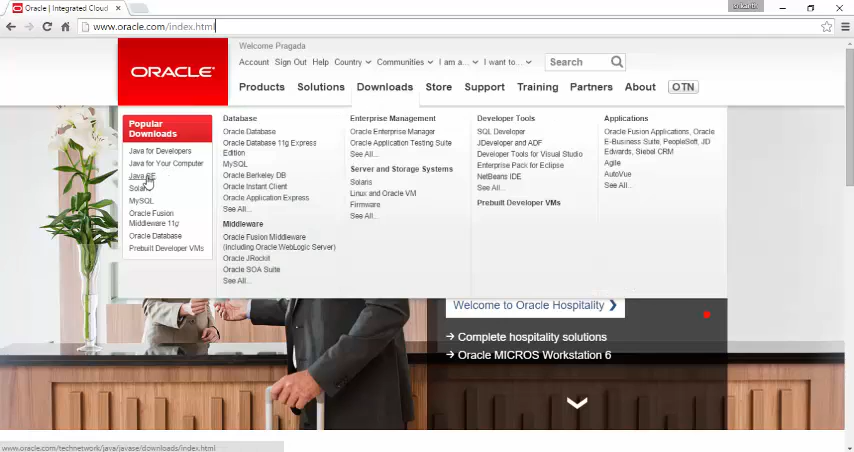 Oracle | Integrated Cloud
srikanth
www.oracle.com/index.html
Welcome Pragada
Account Sign Out Help Country Communities I am a... I want to... Search
ORACLE
Products Solutions Downloads Store Support Training Partners About OTN
Popular
Downloads
Java for Developers
Java for Your Computer
Java SE
Solaris
MySQL
Oracle Fusion
Middleware 11g
Oracle Database
Prebuilt Developer VMs
Database
Oracle Database
Oracle Database 11g Express
Edition
MySQL
Oracle Berkeley DB
Oracle Instant Client
Oracle Application Express
See All...
Middleware
Oracle Fusion Middleware
(including Oracle WebLogic Server)
Oracle JRockit
Oracle SOA Suite
See All...
Enterprise Management
Oracle Enterprise Manager
Oracle Application Testing Suite
See All...
Server and Storage Systems
Solaris
Linux and Oracle VM
Firmware
See All...
Developer Tools
SQL Developer
JDeveloper and ADF
Developer Tools for Visual Studio
Enterprise Pack for Eclipse
NetBeans IDE
See All...
Prebuilt Developer VMs
Applications
Oracle Fusion Applications, Oracle
E-Business Suite, PeopleSoft, JD
Edwards, Siebel CRM
Agile
AutoVue
See All...
Welcome to Oracle Hospitality
Complete hospitality solutions
Oracle MICROS Workstation 6
www.oracle.com/technetwork/java/javase/downloads/index.html